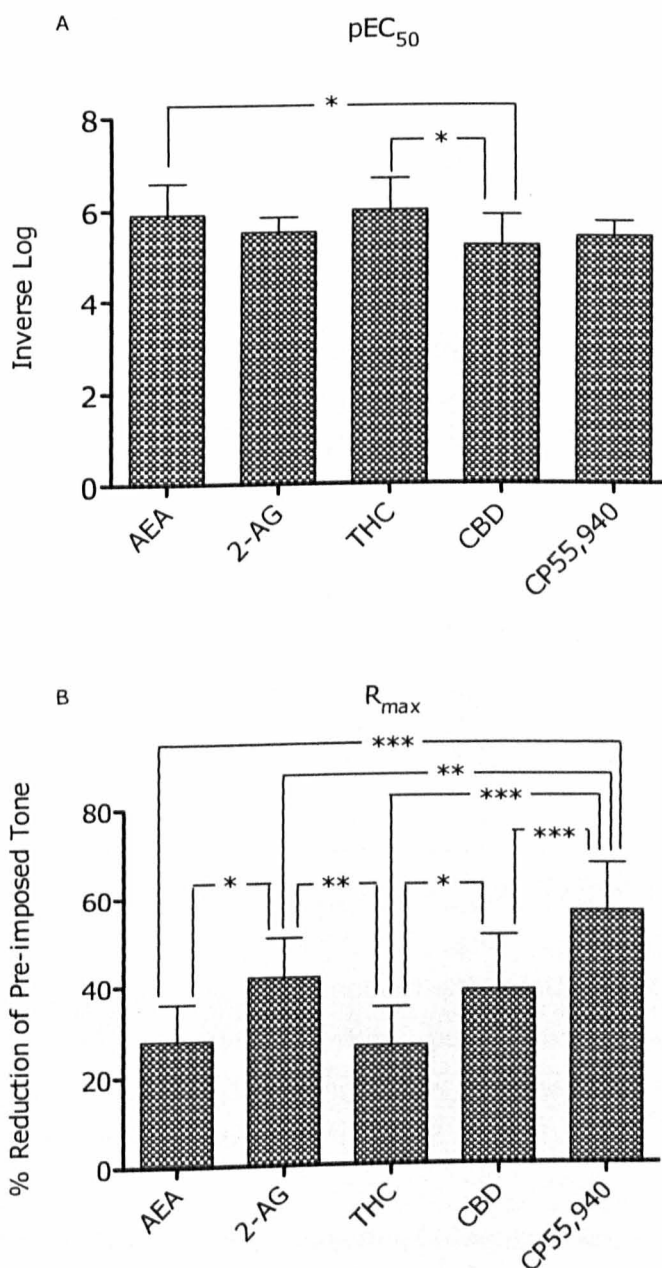 A
pEC50
*
*
8
6
4
2
0
Inverse Log
AEA
2-AG
THC
CBD
CP55,940
B
Rmax
***
**
***
***
*
**
*
80
60
40
20
0
% Reduction of Pre-imposed Tone
AEA
2-AG
THC
CBD
CP55,940